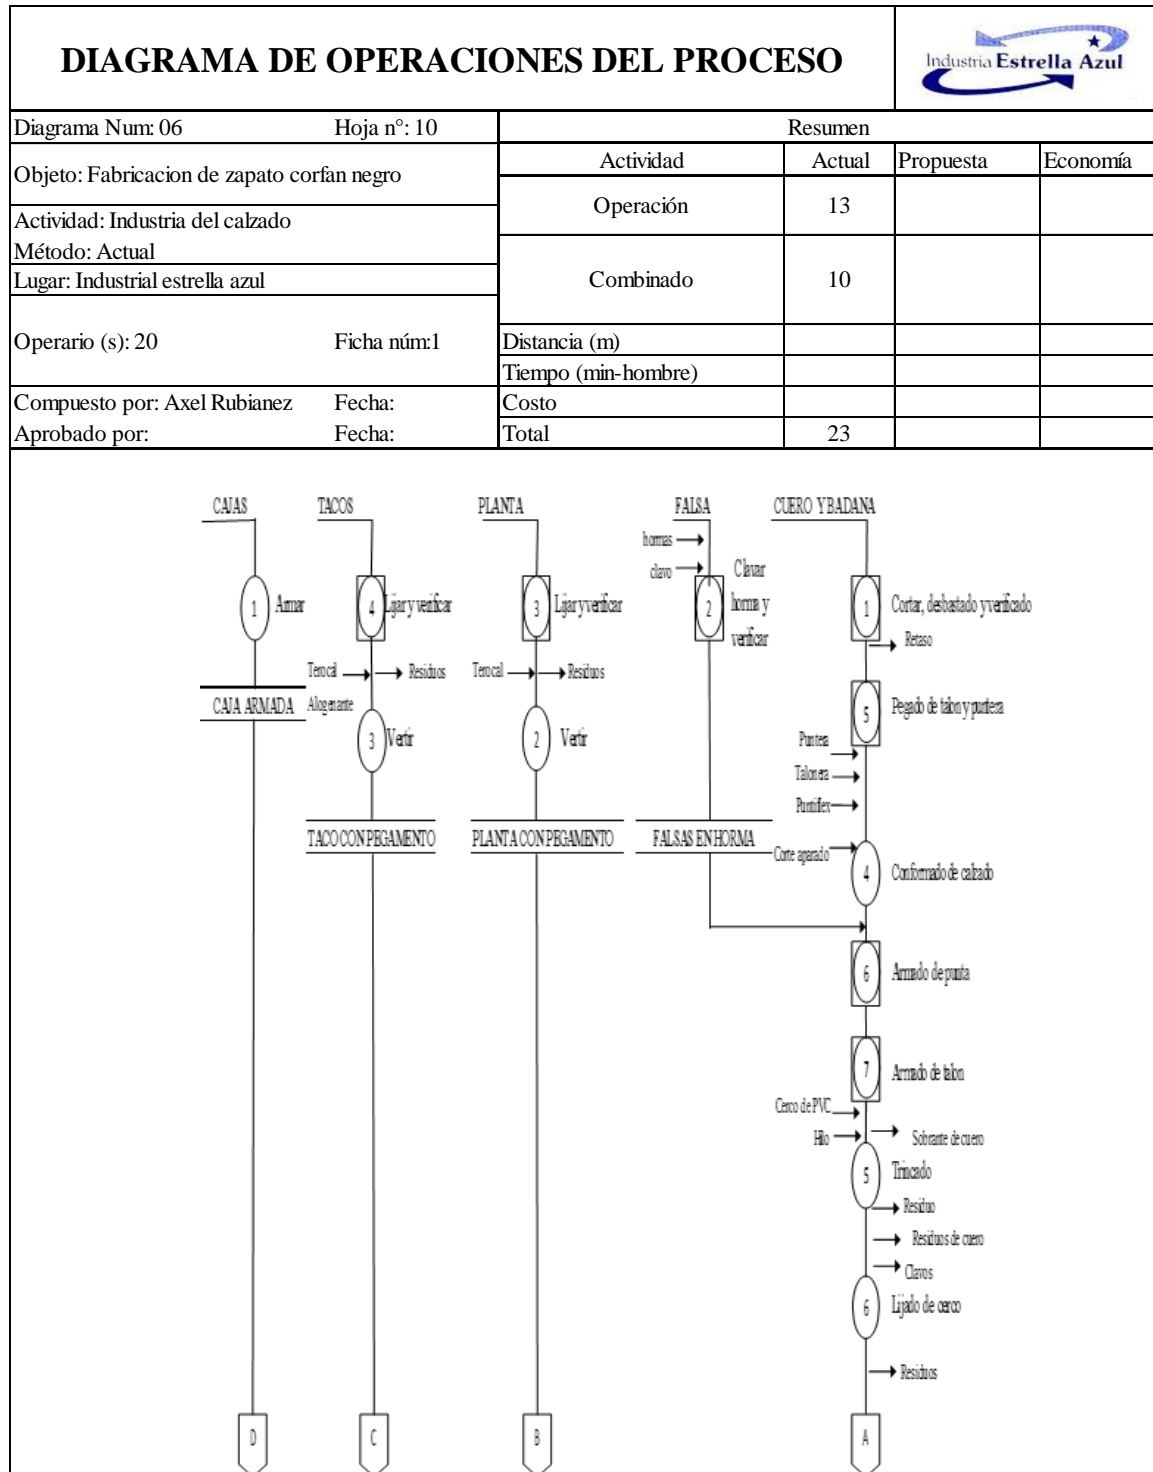 DIAGRAMA DE OPERACIONES DEL PROCESO
Industria Estrella Azul
Diagrama Num: 06 Hoja n°: 10
Resumen
Objeto: Fabricacion de zapato corfan negro
Actividad Actual Propuesta Economía
Operación 13
Actividad: Industria del calzado
Método: Actual
Lugar: Industrial estrella azul
Combinado 10
Operario (s): 20 Ficha núm:1
Distancia (m)
Tiempo (min-hombre)
Compuesto por: Axel Rubianez Fecha:
Costo
Aprobado por: Fecha:
Total 23
CAJAS TACOS PLANTA FALSA CUERO Y BADANA
hormas
clavo
Clavar
1 Armar
4 Lijar y verificar
3 Lijar y verificar
2 horma y
verificar
1 Cortar, desbastado y verificado
Retaso
Terocal Residuos
Terocal Residuos
CAJA ARMADA
Alogenante
5 Pegado de talon y puntera
3 Vertir
2 Vertir
Puntera
Talonera
Puntiflex
TACO CON PEGAMENTO
PLANTA CON PEGAMENTO
FALSAS EN HORMA
Corte aparado
4 Conformado de calzado
6 Armado de punta
7 Armado de talon
Cerco de PVC
Hilo
Sobrante de cuero
5 Trincado
Residuo
Residuos de cuero
Clavos
6 Lijado de cerco
Residuos
D C B A